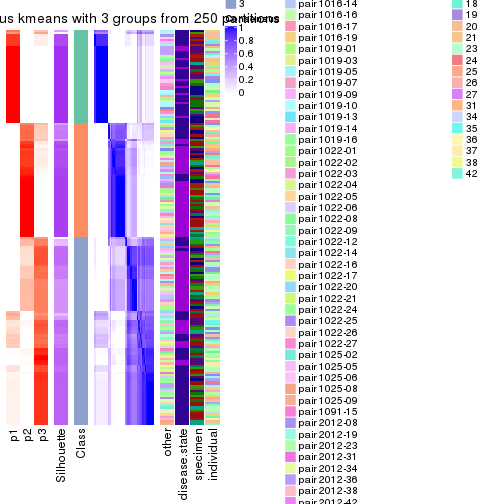 us kmeans with 3 groups from 250 partitions
3
1
0.8
0.6
0.4
0.2
0
p1
p2
p3
Silhouette
Class
other
disease.state
specimen
individual
pair1016-14
pair1016-16
pair1016-17
pair1019-01
pair1019-03
pair1019-05
pair1019-07
pair1019-09
pair1019-10
pair1019-13
pair1019-14
pair1019-16
pair1022-01
pair1022-02
pair1022-03
pair1022-04
pair1022-05
pair1022-06
pair1022-08
pair1022-09
pair1022-12
pair1022-14
pair1022-16
pair1022-17
pair1022-20
pair1022-21
pair1022-24
pair1022-25
pair1022-26
pair1022-27
pair1025-02
pair1025-05
pair1025-06
pair1025-08
pair1025-09
pair1091-15
pair2012-08
pair2012-19
pair2012-23
pair2012-31
pair2012-34
pair2012-36
pair2012-38
pair2012-42
18
19
20
21
23
24
25
26
27
31
34
35
36
37
38
42